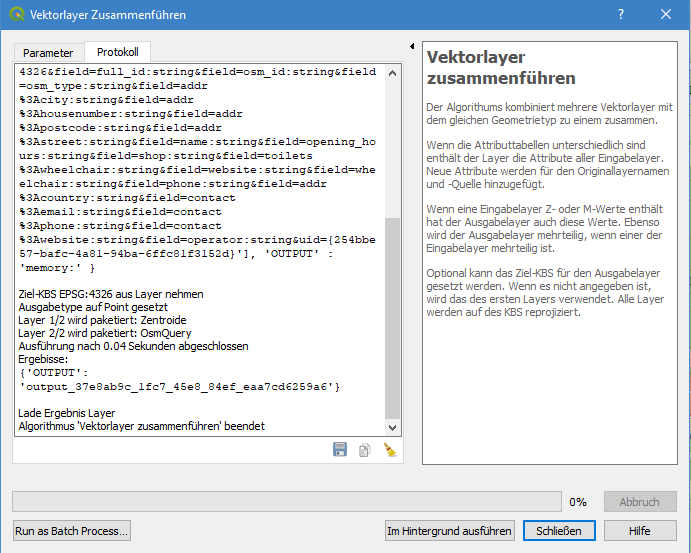 Vektorlayer Zusammenführen
?
Parameter
Protokoll
4326&field=full_id:string&field=osm_id:string&field
=osm_type:string&field=addr
%3Acity:string&field=addr
%3Ahousenumber:string&field=addr
%3Apostcode:string&field=addr
%3Astreet:string&field=name:string&field=opening_ho
urs:string&field=shop:string&field=toilets
%3Awheelchair:string&field=website:string&field=whe
elchair:string&field=phone:string&field=addr
%3Acountry:string&field=contact
%3Aemail:string&field=contact
%3Aphone:string&field=contact
%3Awebsite:string&field=operator:string&uid={254bbe
57-bafc-4a81-94ba-6ffc81f3152d}'], 'OUTPUT' :
'memory:' }
Ziel-KBS EPSG:4326 aus Layer nehmen
Ausgabetype auf Point gesetzt
Layer 1/2 wird paketiert: Zentroide
Layer 2/2 wird paketiert: OsmQuery
Ausführung nach 0.04 Sekunden abgeschlossen
Ergebisse:
{'OUTPUT':
'output_37e8ab9c_1fc7_45e8_84ef_eaa7cd6259a6'}
Lade Ergebnis Layer
Algorithmus 'Vektorlayer zusammenführen' beendet
Vektorlayer
zusammenführen
Der Algorithums kombiniert mehrere Vektorlayer mit
dem gleichen Geometrietyp zu einem zusammen.
Wenn die Attributtabellen unterschiedlich sind
enthält der Layer die Attribute aller Eingabelayer.
Neue Attribute werden für den Originallayernamen
und -Quelle hinzugefügt.
Wenn eine Eingabelayer Z- oder M-Werte enthält
hat der Ausgabelayer auch diese Werte. Ebenso
wird der Ausgabelayer mehrteilig, wenn einer der
Eingabelayer mehrteilig ist.
Optional kann das Ziel-KBS für den Ausgabelayer
gesetzt werden. Wenn es nicht angegeben ist,
wird das des ersten Layers verwendet. Alle Layer
werden auf des KBS reprojiziert.
0%
Abbruch
Run as Batch Process...
Im Hintergrund ausführen
Schließen
Hilfe